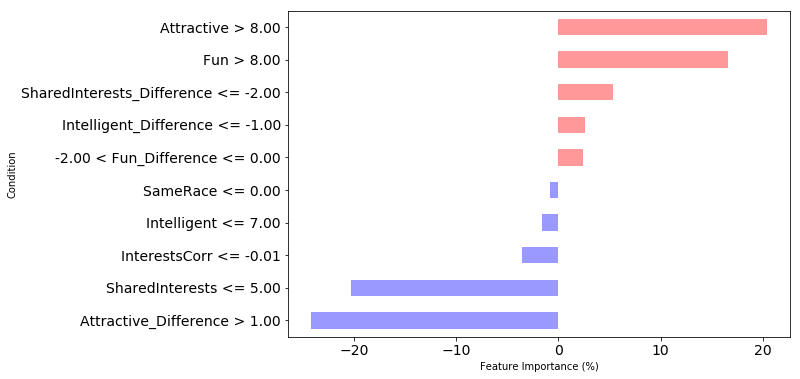 Attractive > 8.00
Fun > 8.00
SharedInterests_Difference <= -2.00
Intelligent_Difference <= -1.00
-2.00 < Fun_Difference <= 0.00
SameRace <= 0.00
Intelligent <= 7.00
InterestsCorr <= -0.01
SharedInterests <= 5.00
Attractive_Difference > 1.00
Condition
−20
−10
0
10
20
Feature Importance (%)